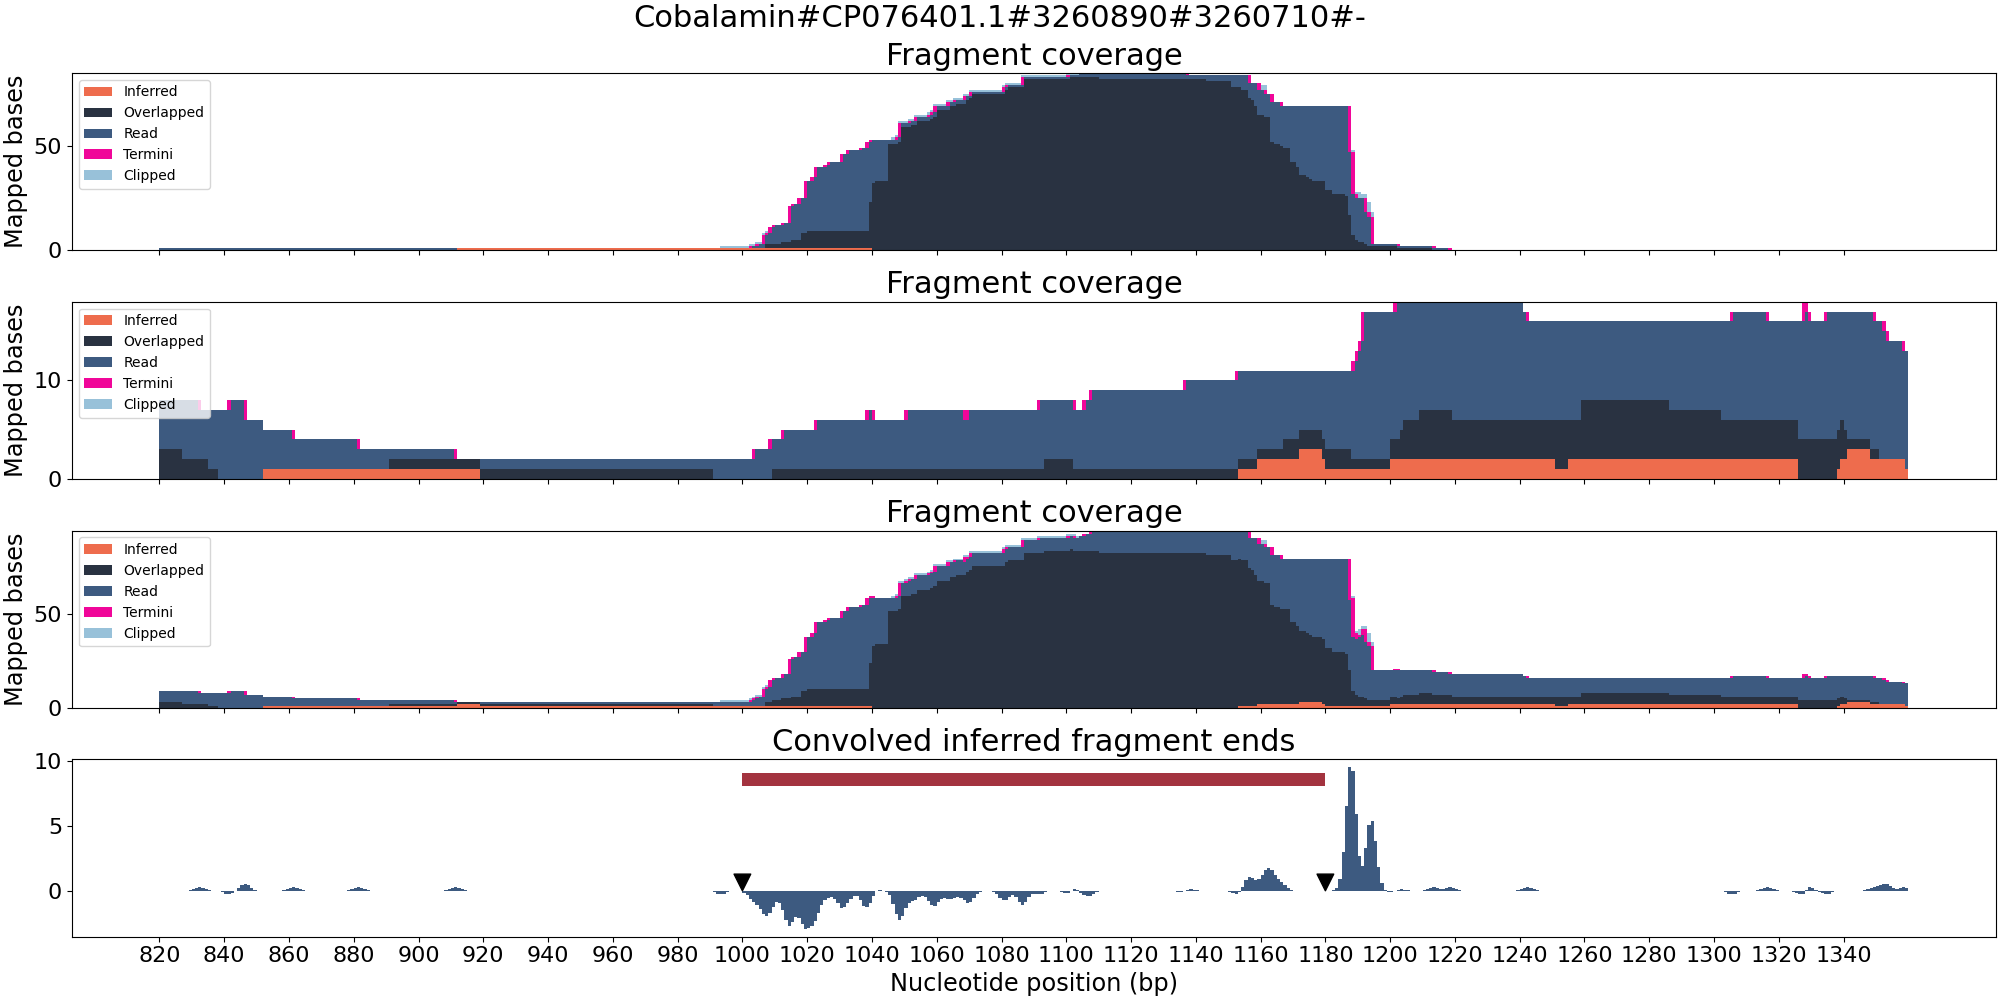 Cobalamin#CP076401.1#3260890#3260710#-
Fragment coverage
Mapped bases
50
0
Inferred
Overlapped
Read
Termini
Clipped
Fragment coverage
Mapped bases
10
0
Inferred
Overlapped
Read
Termini
Clipped
Fragment coverage
Mapped bases
50
0
Inferred
Overlapped
Read
Termini
Clipped
Convolved inferred fragment ends
10
5
0
820 840 860 880 900 920 940 960 980 1000 1020 1040 1060 1080 1100 1120 1140 1160 1180 1200 1220 1240 1260 1280 1300 1320 1340
Nucleotide position (bp)